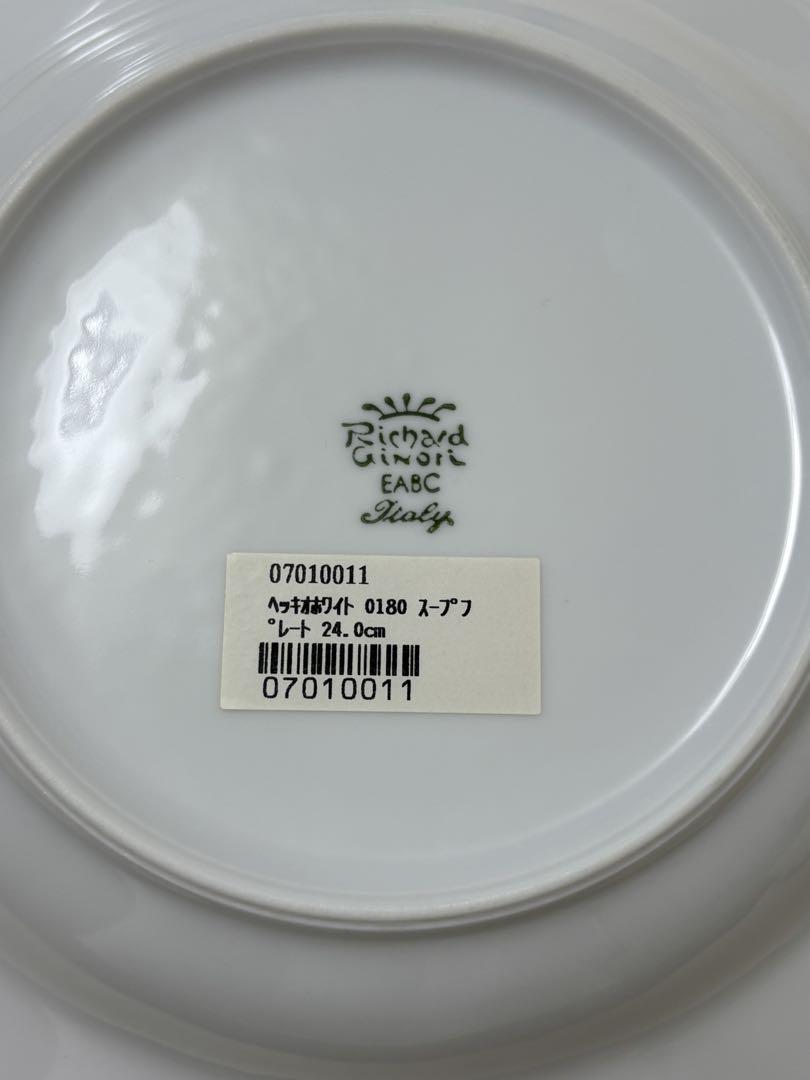 Richard
Ginori
EABC
Italy
07010011
ﾍﾞｯｷｵﾎﾜｲﾄ 0180 ｽｰﾌﾟﾌ
ﾟﾚｰﾄ 24.0cm
07010011